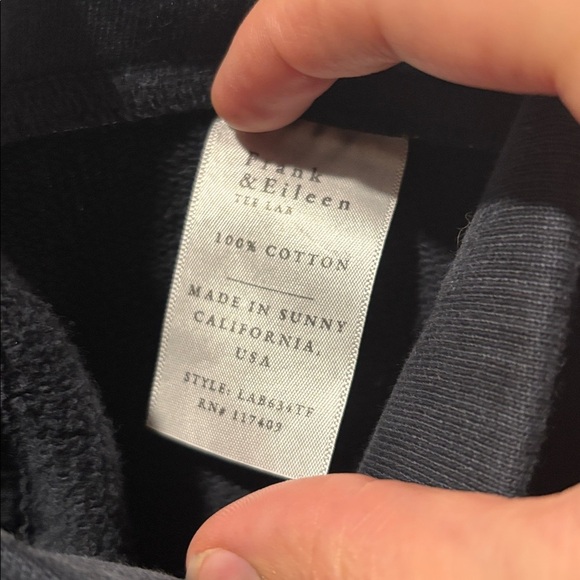 Frank
&Eileen
TEE LAB
100% COTTON
MADE IN SUNNY
CALIFORNIA,
USA
STYLE: LAB634TF
RN# 117409